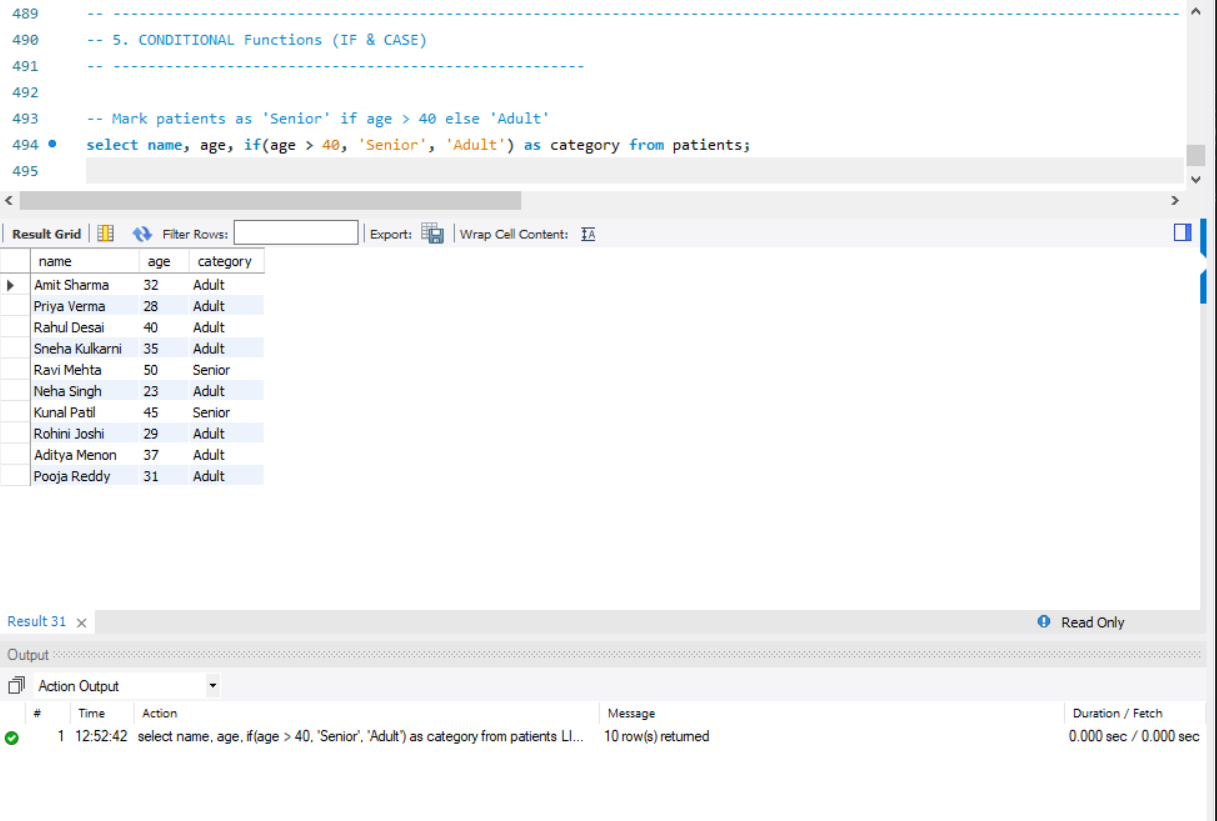 489 -- --------------------------------------------------------------------------------------------------------------------------
490 -- 5. CONDITIONAL Functions (IF & CASE)
491 -- ------------------------------------------------------
492
493 -- Mark patients as 'Senior' if age > 40 else 'Adult'
494 select name, age, if(age > 40, 'Senior', 'Adult') as category from patients;
495
Result Grid Filter Rows: Export: Wrap Cell Content: IA
name age category
Amit Sharma 32 Adult
Priya Verma 28 Adult
Rahul Desai 40 Adult
Sneha Kulkarni 35 Adult
Ravi Mehta 50 Senior
Neha Singh 23 Adult
Kunal Patil 45 Senior
Rohini Joshi 29 Adult
Aditya Menon 37 Adult
Pooja Reddy 31 Adult
Result 31 × Read Only
Output
Action Output
# Time Action Message Duration / Fetch
1 12:52:42 select name, age, if(age > 40, 'Senior', 'Adult') as category from patients LI... 10 row(s) returned 0.000 sec / 0.000 sec